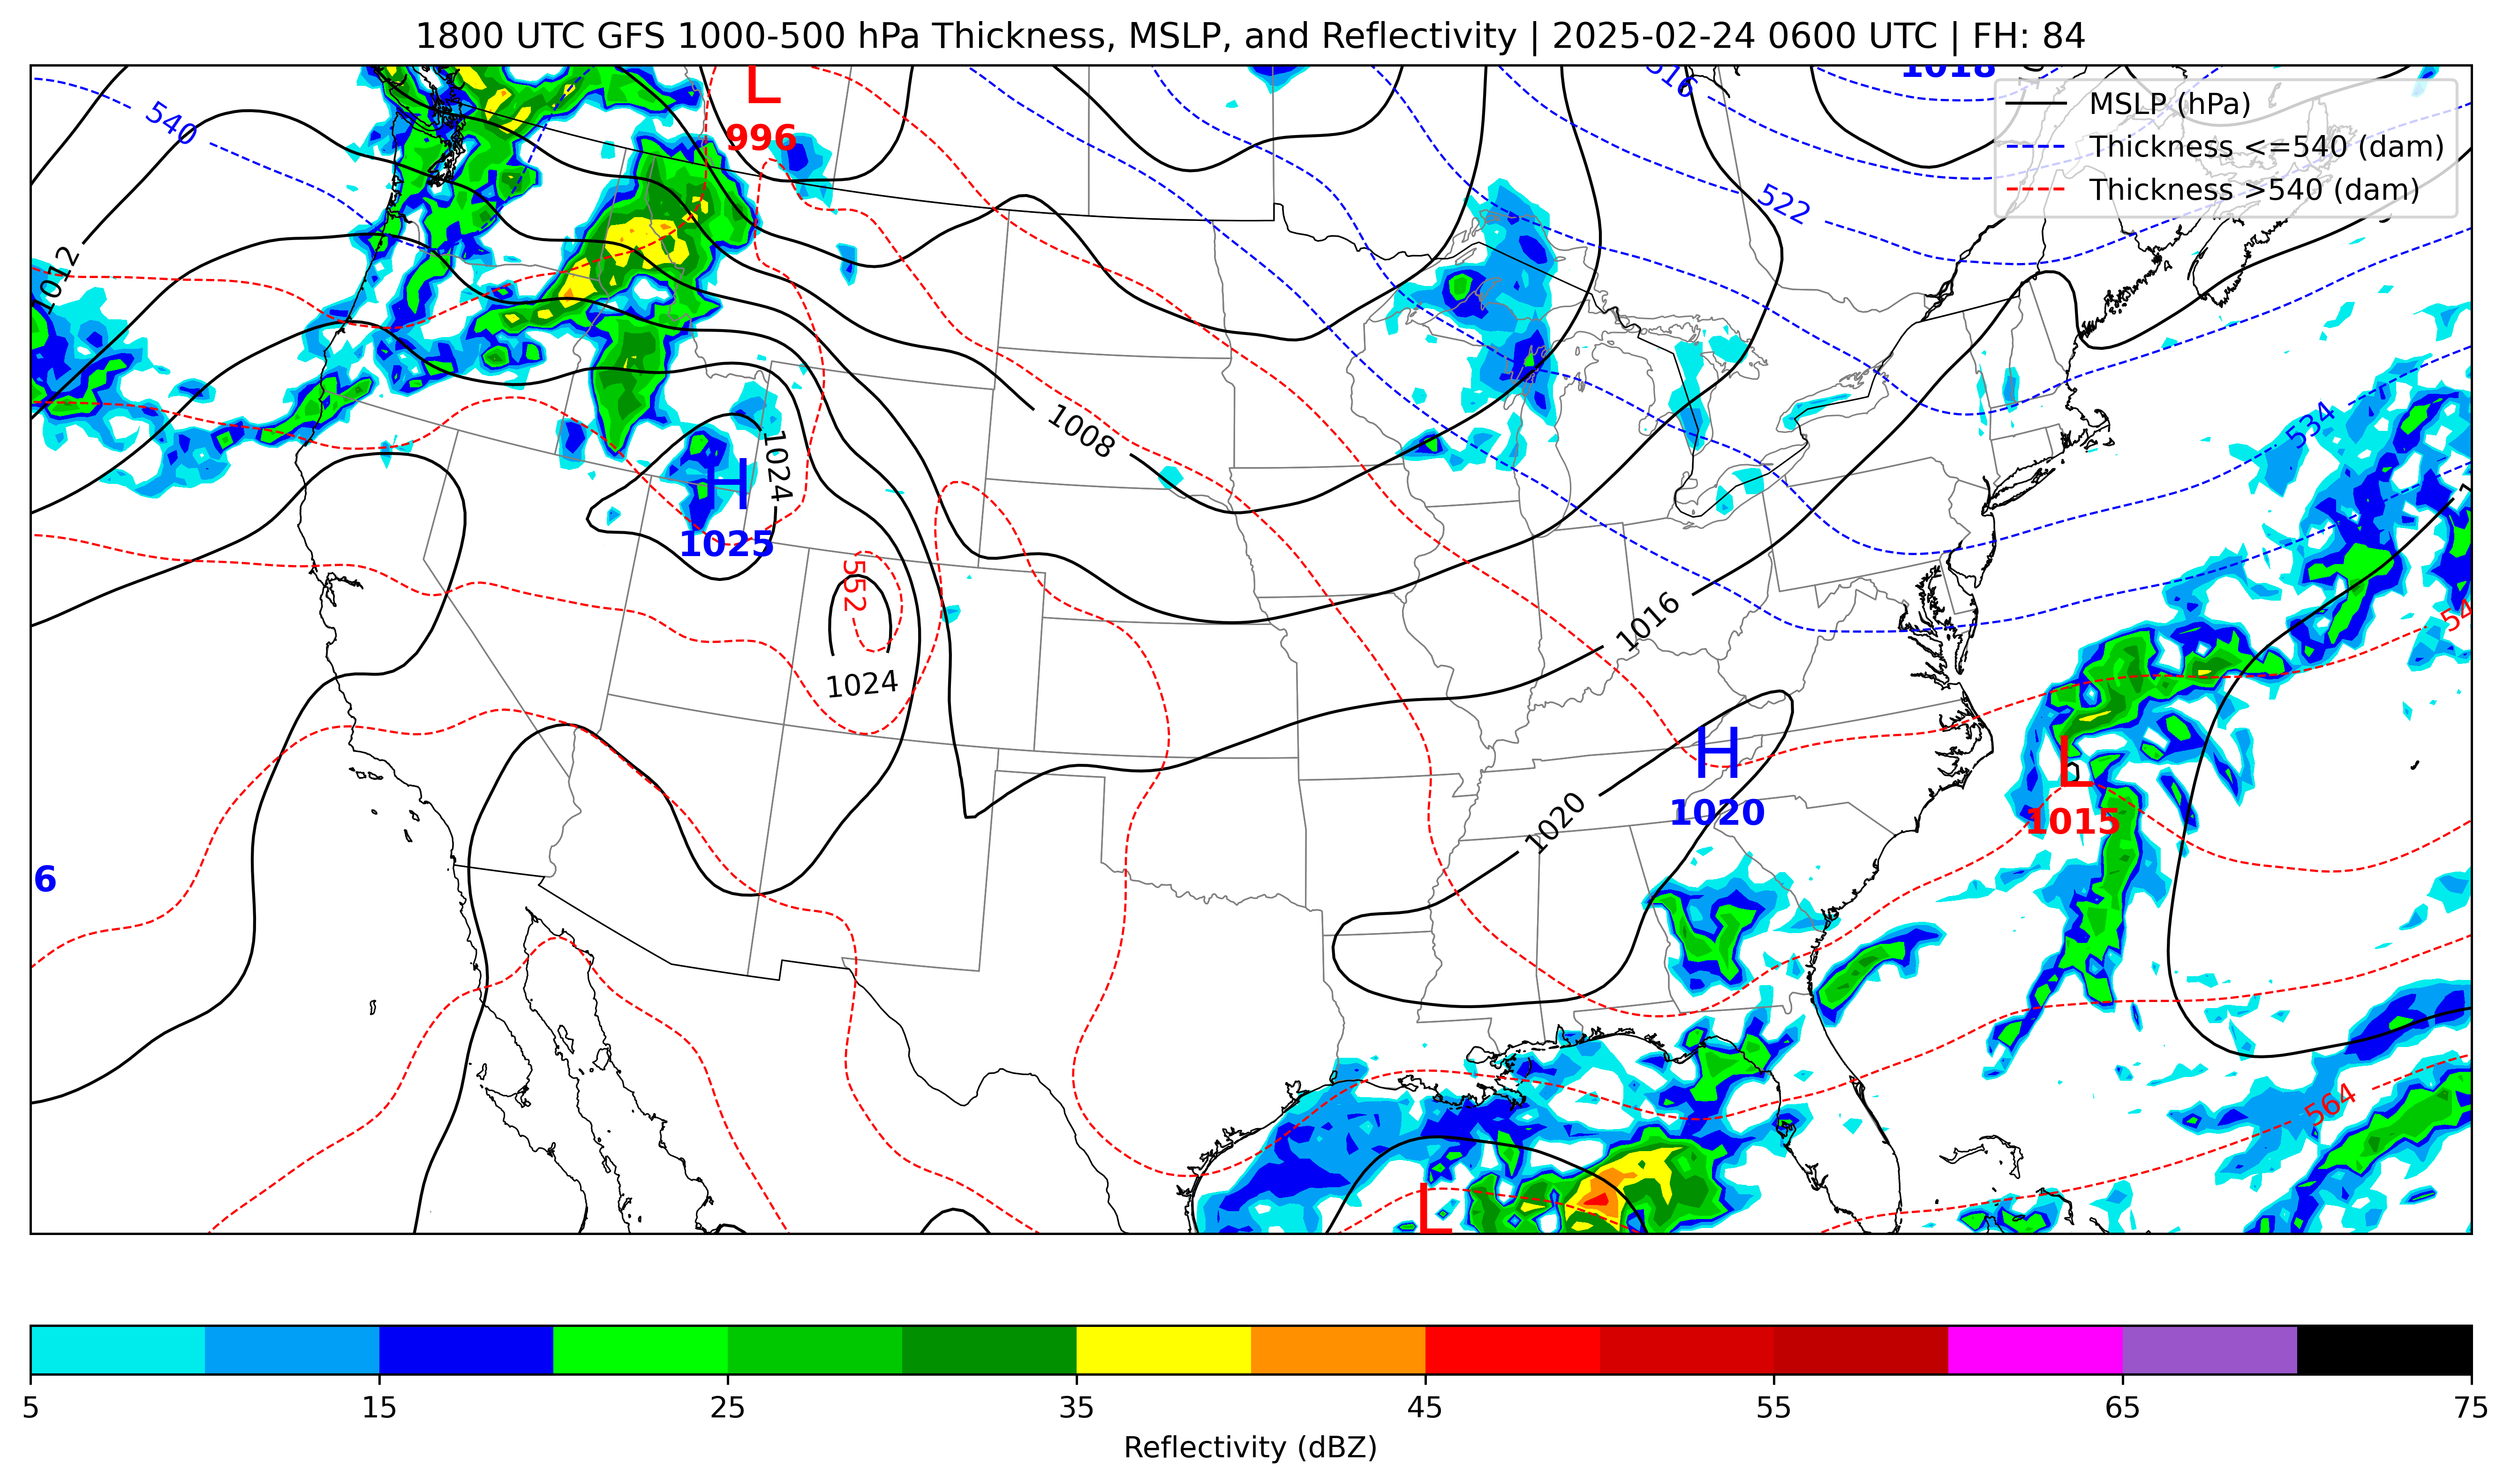 1800 UTC GFS 1000-500 hPa Thickness, MSLP, and Reflectivity | 2025-02-24 0600 UTC | FH: 84
540
L
996
516
1018
MSLP (hPa)
Thickness <=540 (dam)
Thickness >540 (dam)
522
1012
1008
534
1024
H
1025
552
1024
1016
H
1020
1020
L
1015
6
564
L
5 15 25 35 45 55 65 75
Reflectivity (dBZ)